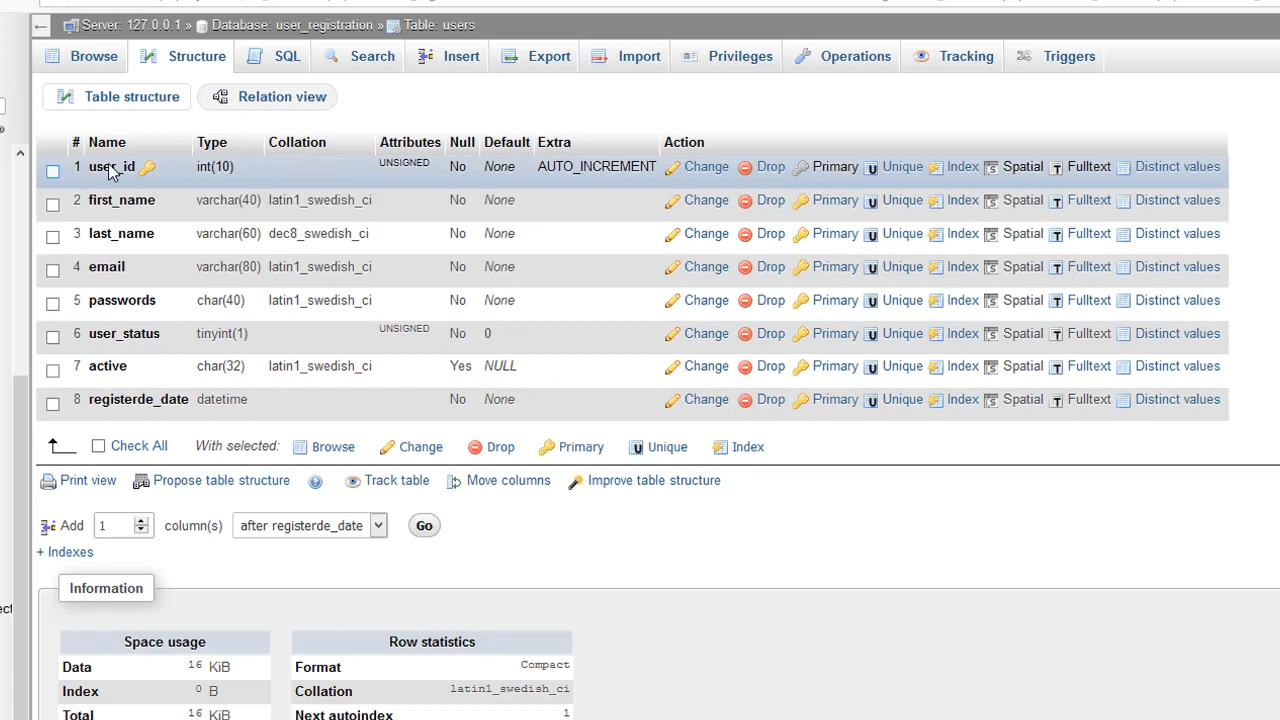 Server: 127.0.0.1 » Database: user_registration » Table: users
Browse Structure SQL Search Insert Export Import Privileges Operations Tracking Triggers
Table structure Relation view
# Name Type Collation Attributes Null Default Extra Action
1 user_id int(10) UNSIGNED No None AUTO_INCREMENT Change Drop Primary Unique Index Spatial Fulltext Distinct values
2 first_name varchar(40) latin1_swedish_ci No None Change Drop Primary Unique Index Spatial Fulltext Distinct values
3 last_name varchar(60) dec8_swedish_ci No None Change Drop Primary Unique Index Spatial Fulltext Distinct values
4 email varchar(80) latin1_swedish_ci No None Change Drop Primary Unique Index Spatial Fulltext Distinct values
5 passwords char(40) latin1_swedish_ci No None Change Drop Primary Unique Index Spatial Fulltext Distinct values
6 user_status tinyint(1) UNSIGNED No 0 Change Drop Primary Unique Index Spatial Fulltext Distinct values
7 active char(32) latin1_swedish_ci Yes NULL Change Drop Primary Unique Index Spatial Fulltext Distinct values
8 registerde_date datetime No None Change Drop Primary Unique Index Spatial Fulltext Distinct values
Check All With selected: Browse Change Drop Primary Unique Index
Print view Propose table structure Track table Move columns Improve table structure
Add 1 column(s) after registerde_date Go
+ Indexes
Information
Space usage Row statistics
Data 16 KiB Format Compact
Index 0 B Collation latin1_swedish_ci
Total 16 KiB Next autoindex 1